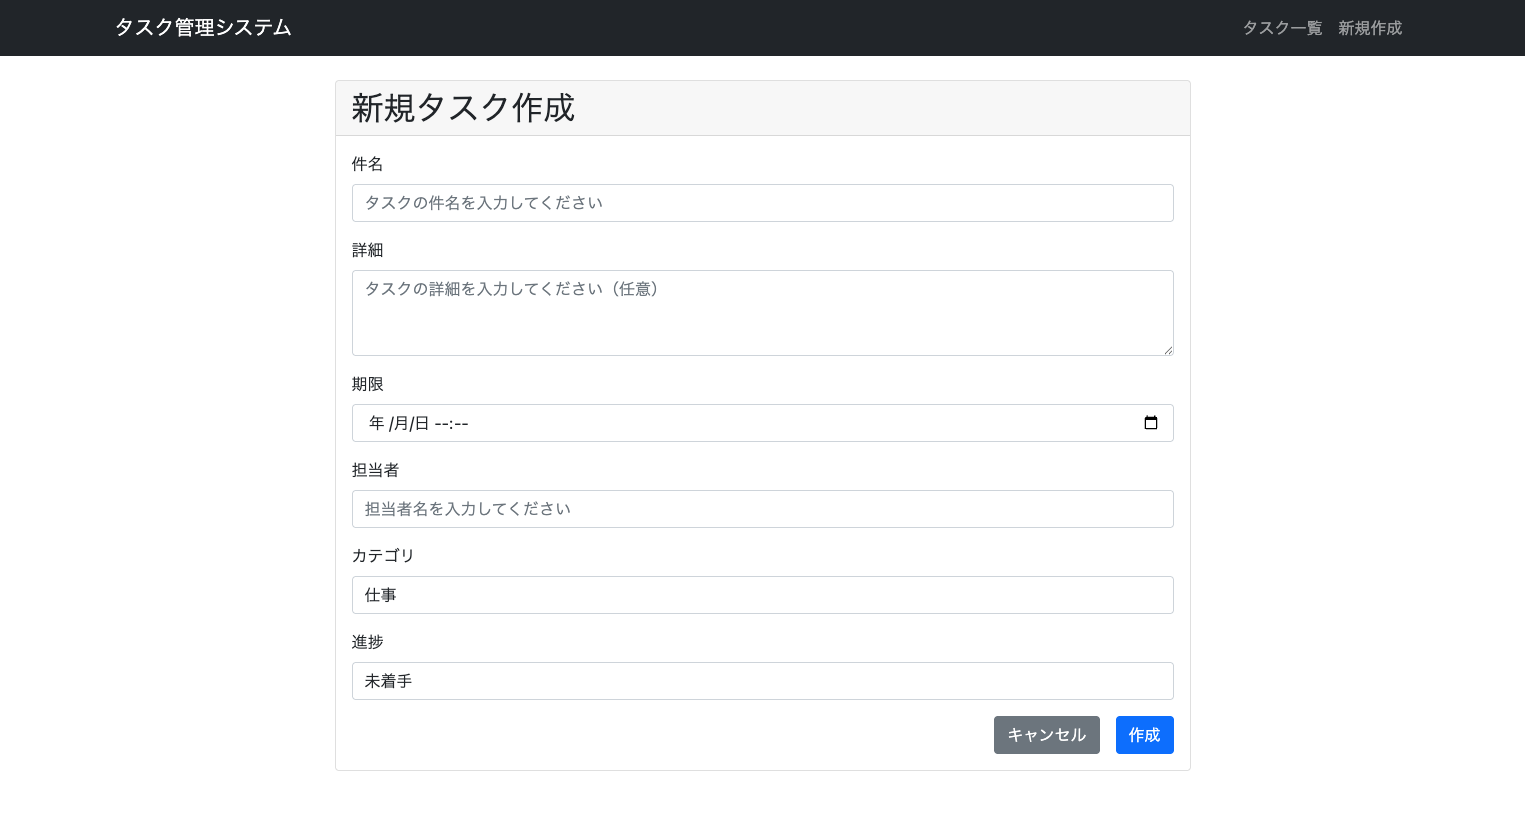 タスク管理システム
タスク一覧 新規作成
新規タスク作成
件名
タスクの件名を入力してください
詳細
タスクの詳細を入力してください（任意）
期限
年 /月/日 --:--
担当者
担当者名を入力してください
カテゴリ
仕事
進捗
未着手
キャンセル 作成